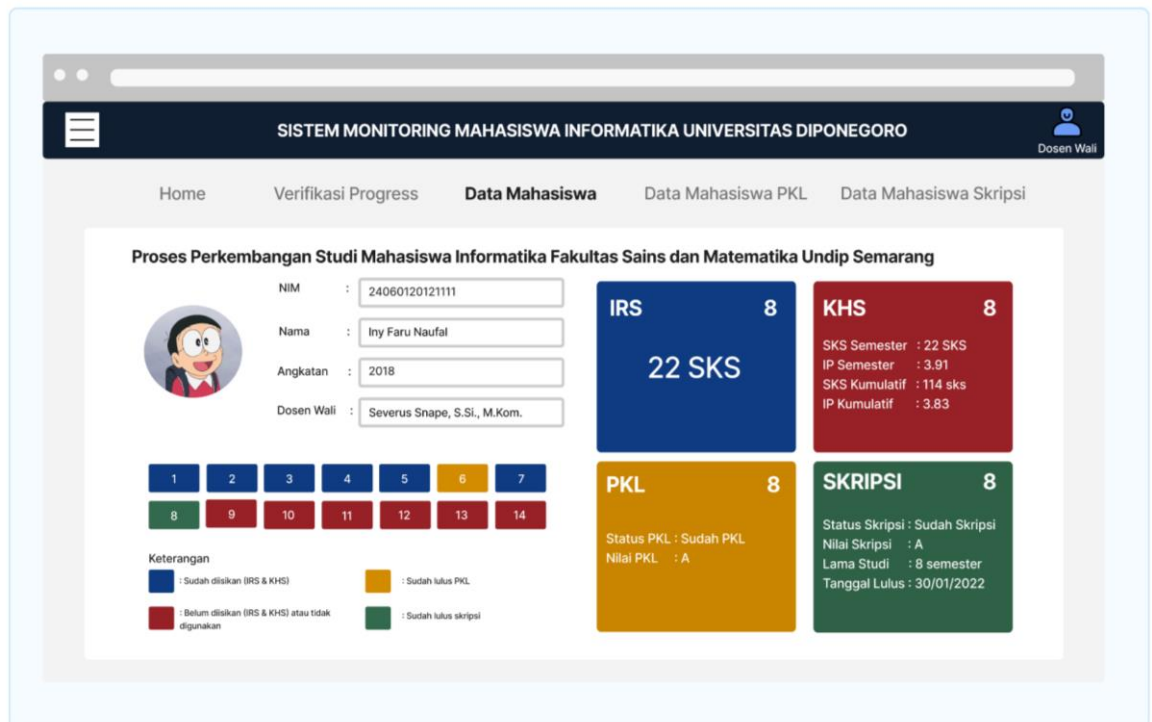 SISTEM MONITORING MAHASISWA INFORMATIKA UNIVERSITAS DIPONEGORO
Dosen Wali
Home Verifikasi Progress Data Mahasiswa Data Mahasiswa PKL Data Mahasiswa Skripsi
Proses Perkembangan Studi Mahasiswa Informatika Fakultas Sains dan Matematika Undip Semarang
NIM : 24060120121111
Nama : Iny Faru Naufal
Angkatan : 2018
Dosen Wali : Severus Snape, S.Si., M.Kom.
1 2 3 4 5 6 7
8 9 10 11 12 13 14
Keterangan
: Sudah diisikan (IRS & KHS)
: Sudah lulus PKL
: Belum diisikan (IRS & KHS) atau tidak
digunakan
: Sudah lulus skripsi
IRS 8
22 SKS
KHS 8
SKS Semester : 22 SKS
IP Semester : 3.91
SKS Kumulatif : 114 sks
IP Kumulatif : 3.83
PKL 8
Status PKL : Sudah PKL
Nilai PKL : A
SKRIPSI 8
Status Skripsi : Sudah Skripsi
Nilai Skripsi : A
Lama Studi : 8 semester
Tanggal Lulus : 30/01/2022